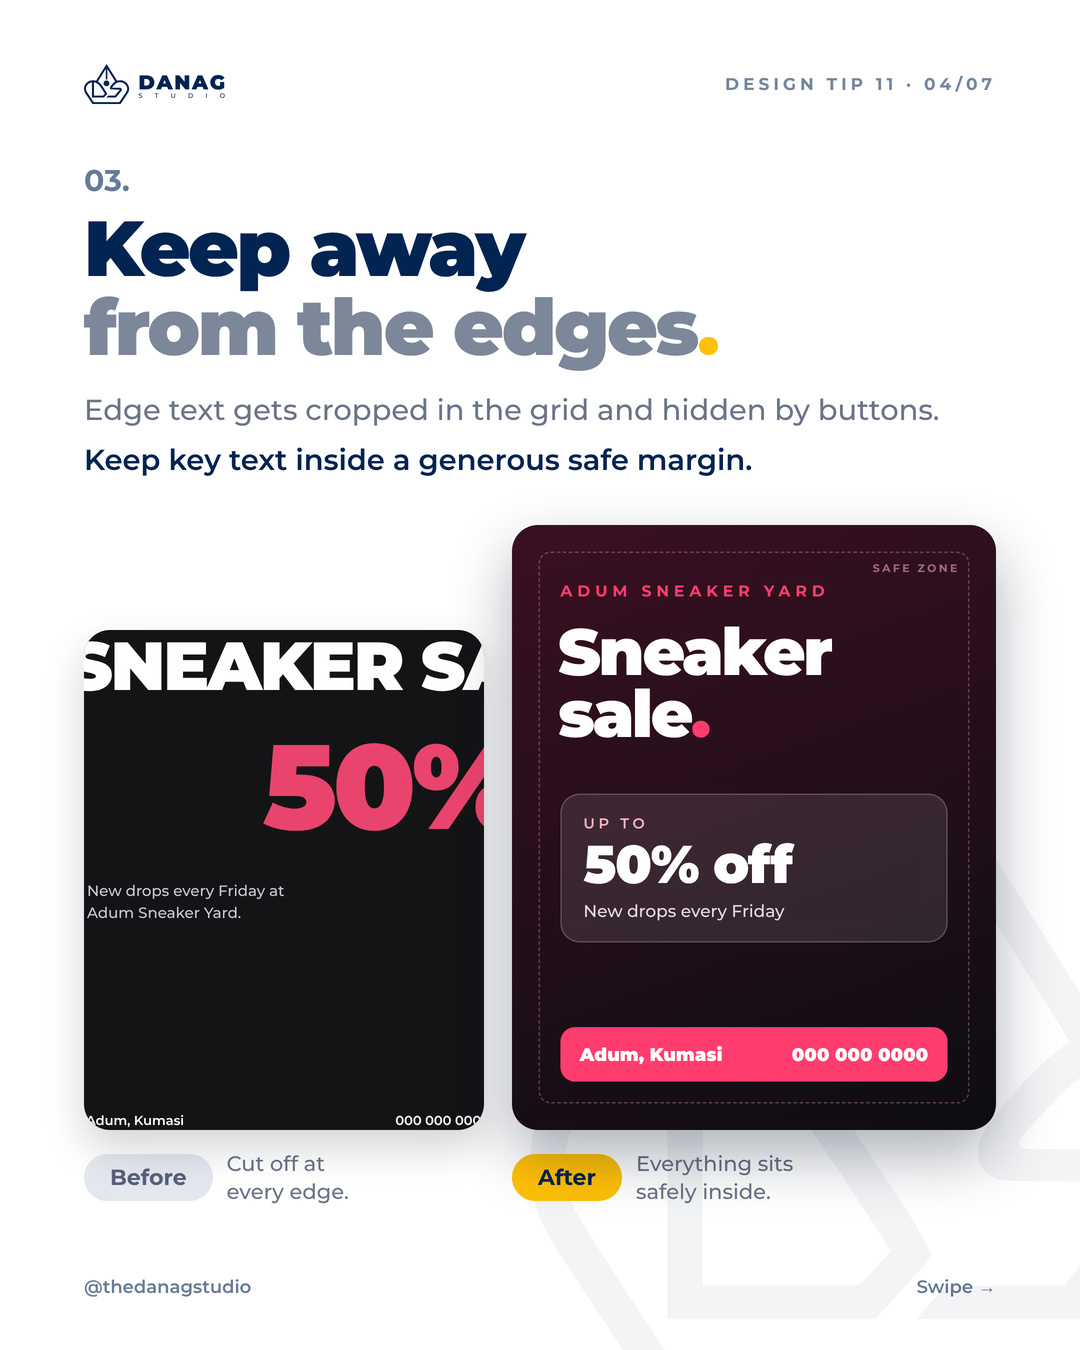 DANAG
STUDIO
DESIGN TIP 11 · 04/07
03.
Keep away
from the edges.
Edge text gets cropped in the grid and hidden by buttons.
Keep key text inside a generous safe margin.
SNEAKER SA
50%
New drops every Friday at
Adum Sneaker Yard.
Adum, Kumasi
000 000 000
SAFE ZONE
ADUM SNEAKER YARD
Sneaker
sale.
UP TO
50% off
New drops every Friday
Adum, Kumasi
000 000 0000
Before
Cut off at
every edge.
After
Everything sits
safely inside.
@thedanagstudio
Swipe →